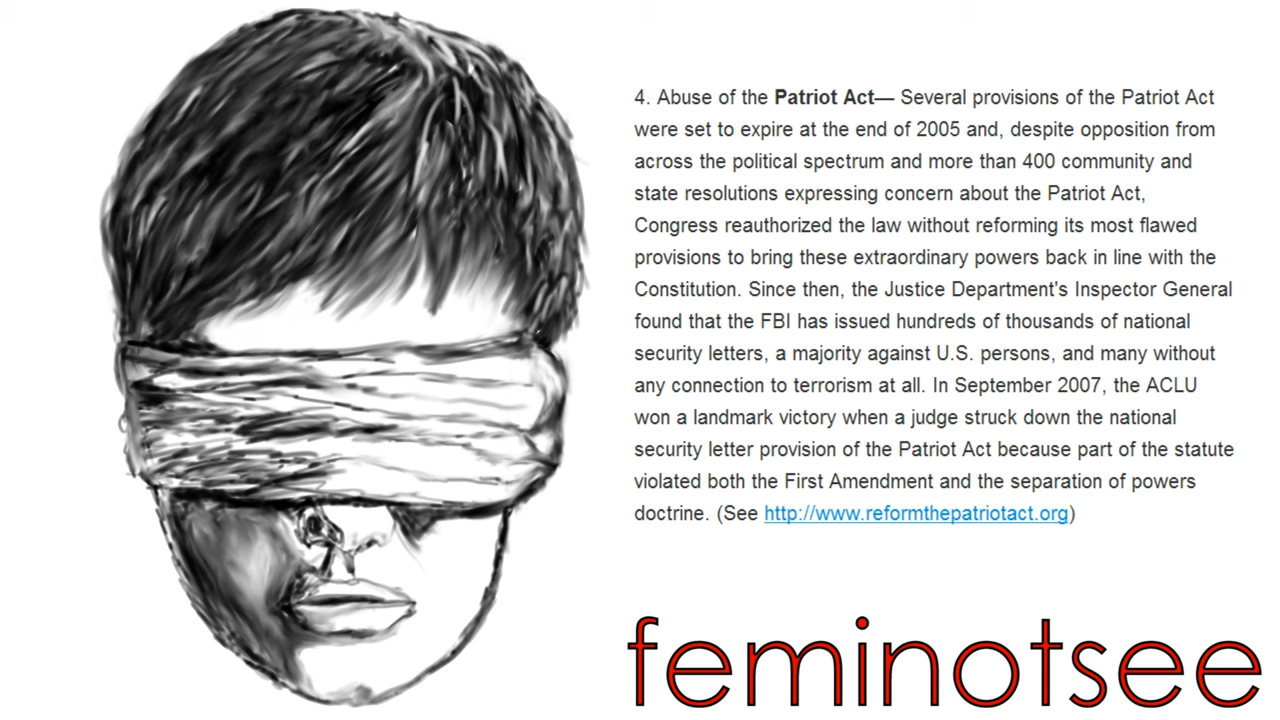 4. Abuse of the Patriot Act— Several provisions of the Patriot Act
were set to expire at the end of 2005 and, despite opposition from
across the political spectrum and more than 400 community and
state resolutions expressing concern about the Patriot Act,
Congress reauthorized the law without reforming its most flawed
provisions to bring these extraordinary powers back in line with the
Constitution. Since then, the Justice Department's Inspector General
found that the FBI has issued hundreds of thousands of national
security letters, a majority against U.S. persons, and many without
any connection to terrorism at all. In September 2007, the ACLU
won a landmark victory when a judge struck down the national
security letter provision of the Patriot Act because part of the statute
violated both the First Amendment and the separation of powers
doctrine. (See http://www.reformthepatriotact.org)
feminotsee